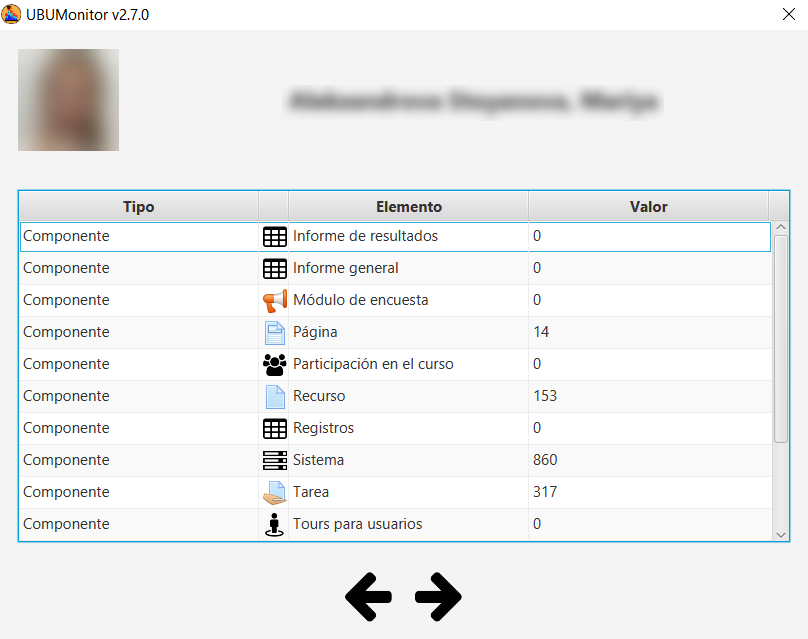 UBUMonitor v2.7.0
Tipo Elemento Valor
Componente Informe de resultados 0
Componente Informe general 0
Componente Módulo de encuesta 0
Componente Página 14
Componente Participación en el curso 0
Componente Recurso 153
Componente Registros 0
Componente Sistema 860
Componente Tarea 317
Componente Tours para usuarios 0